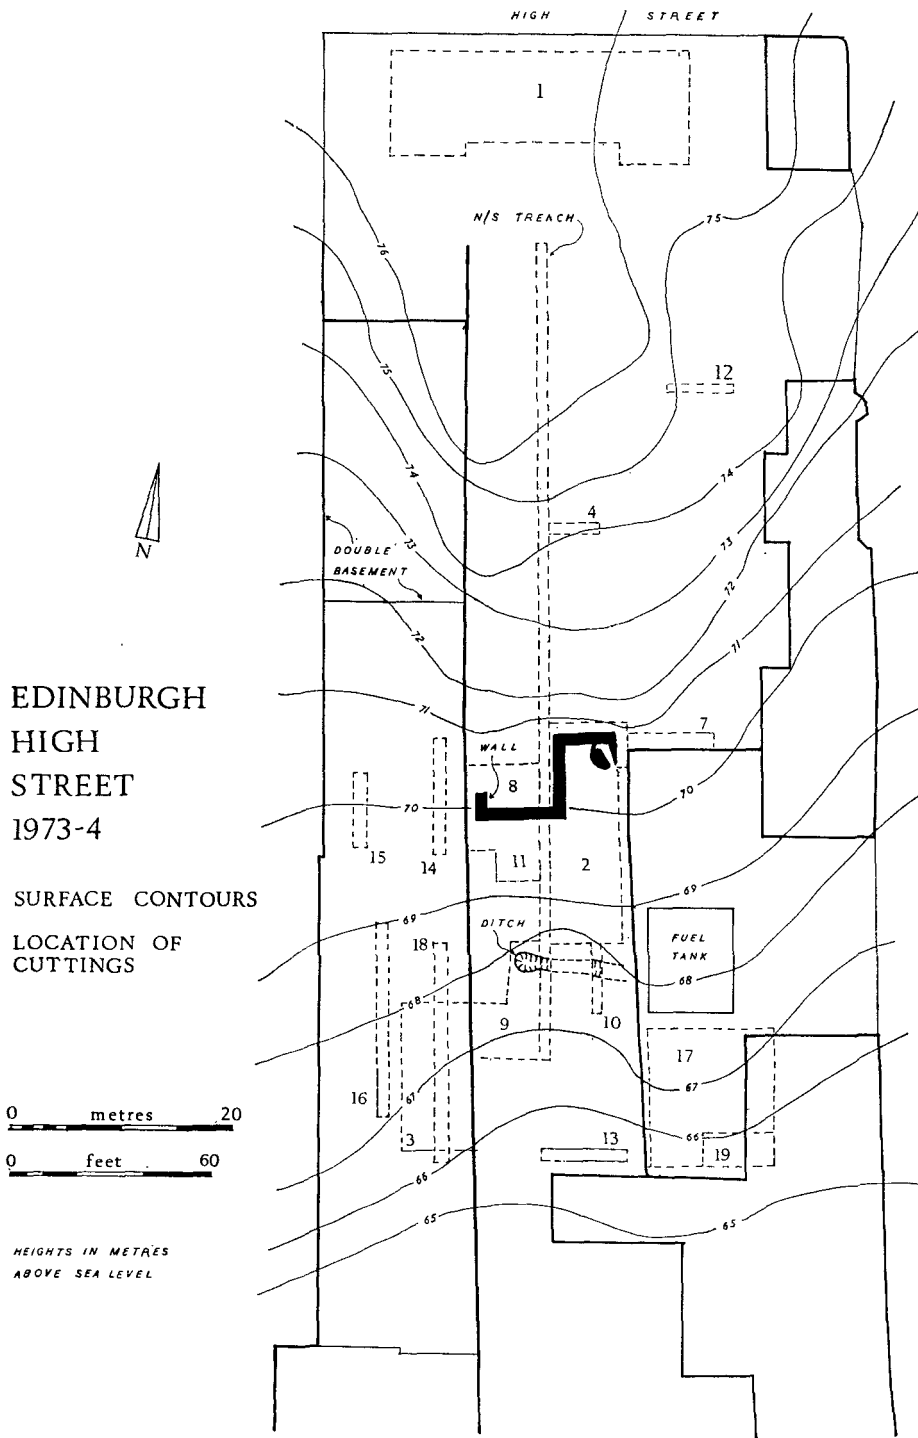 HIGH STREET
1
N/S TRENCH
75
76
12
75
74
74
4
73
73
DOUBLE
BASEMENT
72
72
71
N
EDINBURGH
HIGH
STREET
1973-4
SURFACE CONTOURS
LOCATION OF
CUTTINGS
71
7
WALL
8
70
70
15
14
11
2
69
69
DITCH
18
FUEL
TANK
68
68
9
10
17
16
67
67
0 metres 20
3
13
66
19
0 feet 60
66
65
65
HEIGHTS IN METRES
ABOVE SEA LEVEL